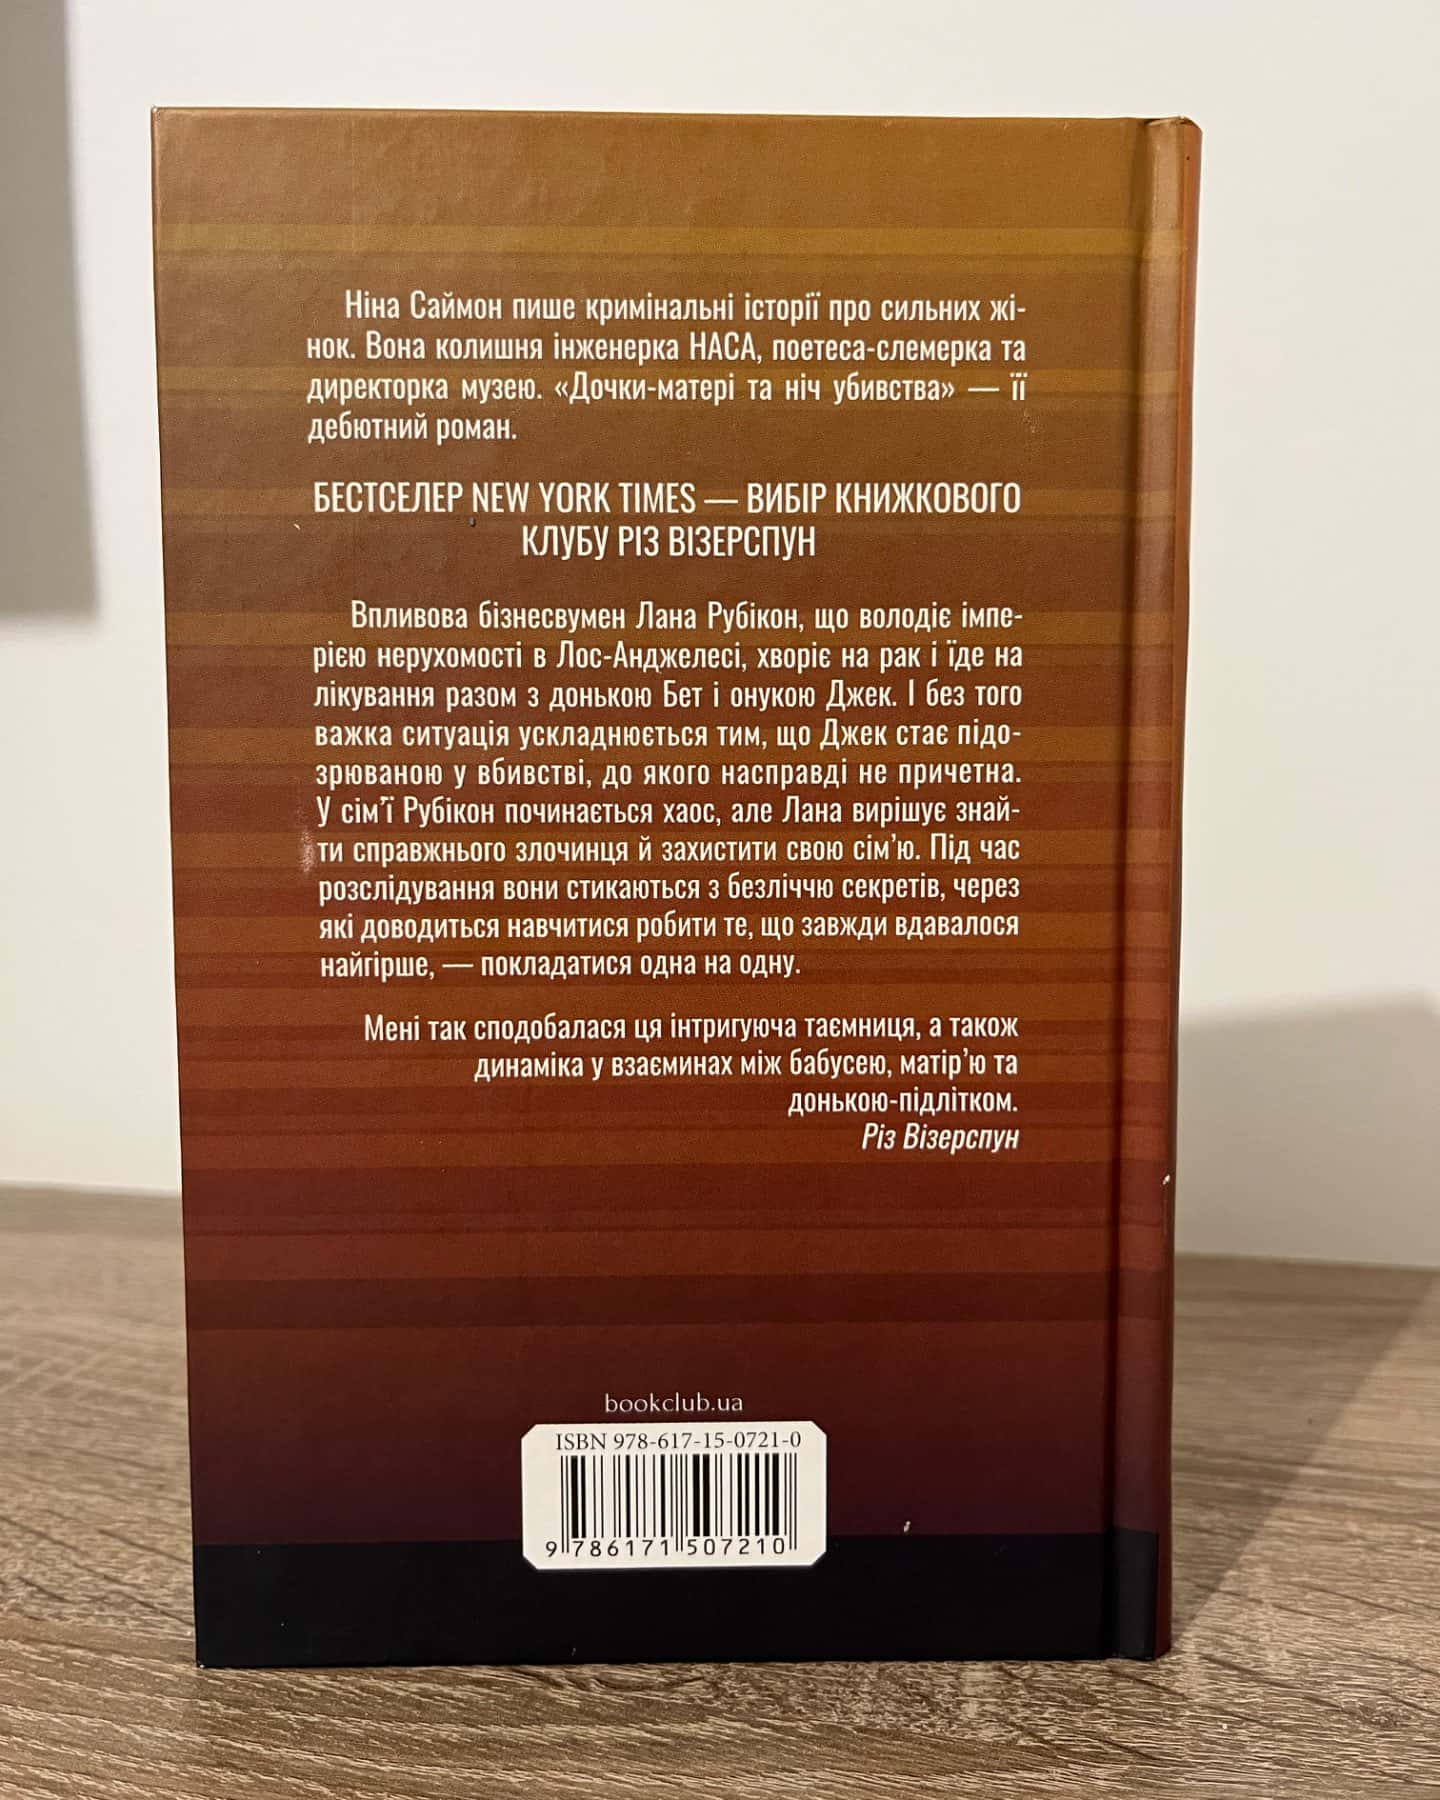 Ніна Саймон пише кримінальні історії про сильних жі-
нок. Вона колишня інженерка НАСА, поетеса-слемерка та
директорка музею. «Дочки-матері та ніч убивства» — її
дебютний роман.
БЕСТСЕЛЕР NEW YORK TIMES — ВИБІР КНИЖКОВОГО
КЛУБУ РІЗ ВІЗЕРСПУН
Впливова бізнесвумен Лана Рубікон, що володіє імпе-
рією нерухомості в Лос-Анджелесі, хворіє на рак і їде на
лікування разом з донькою Бет і онукою Джек. І без того
важка ситуація ускладнюється тим, що Джек стає підо-
зрюваною у вбивстві, до якого насправді не причетна.
У сім’ї Рубікон починається хаос, але Лана вирішує знай-
ти справжнього злочинця й захистити свою сім’ю. Під час
розслідування вони стикаються з безліччю секретів, через
які доводиться навчитися робити те, що завжди вдавалося
найгірше, — покладатися одна на одну.
Мені так сподобалася ця інтригуюча таємниця, а також
динаміка у взаєминах між бабусею, матір’ю та
донькою-підлітком.
Різ Візерспун
bookclub.ua
ISBN 978-617-15-0721-0
9 786171 507210